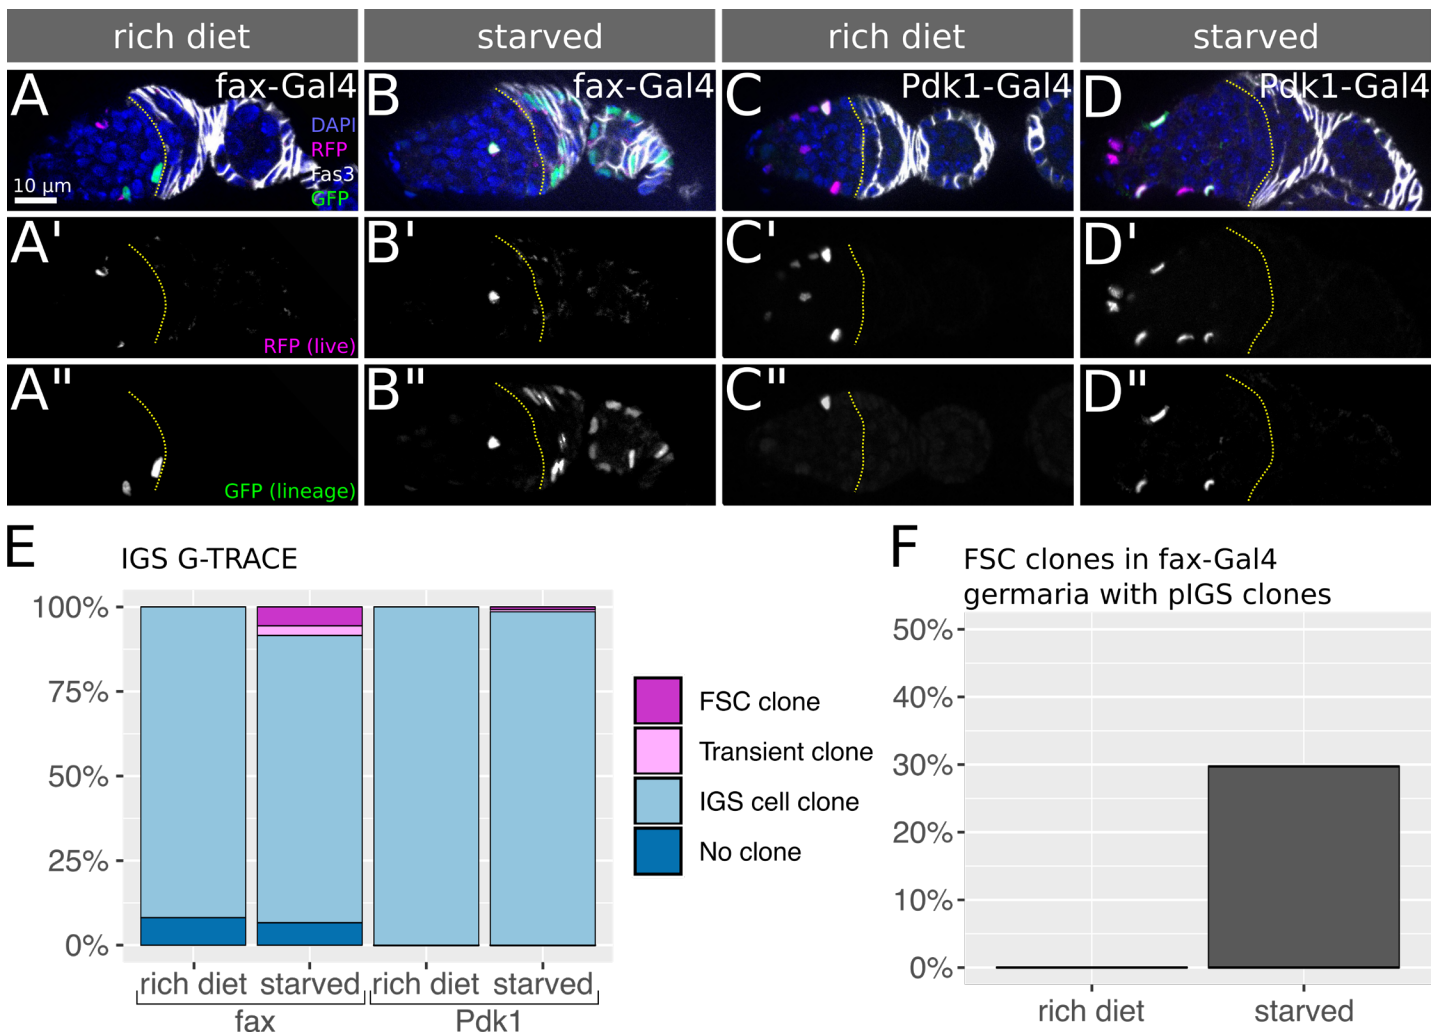 rich diet
starved
rich diet
starved
A
fax-Gal4
DAPI
RFP
Fas3
GFP
10 µm
B
fax-Gal4
C
Pdk1-Gal4
D
Pdk1-Gal4
A'
RFP (live)
B'
C'
D'
A"
GFP (lineage)
B"
C"
D"
E
IGS G-TRACE
100%
75%
50%
25%
0%
rich diet
starved
rich diet
starved
fax
Pdk1
FSC clone
Transient clone
IGS cell clone
No clone
F
FSC clones in fax-Gal4
germaria with pIGS clones
50%
40%
30%
20%
10%
0%
rich diet
starved